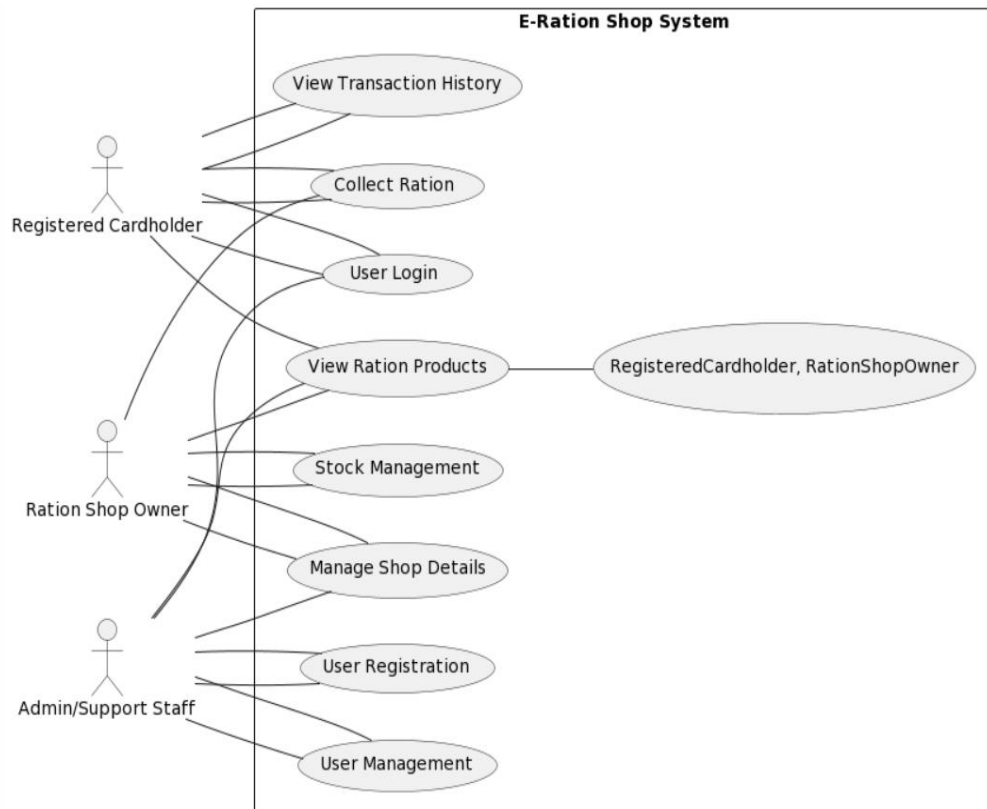 E-Ration Shop System
View Transaction History
Collect Ration
Registered Cardholder
User Login
View Ration Products
RegisteredCardholder, RationShopOwner
Stock Management
Ration Shop Owner
Manage Shop Details
User Registration
Admin/Support Staff
User Management